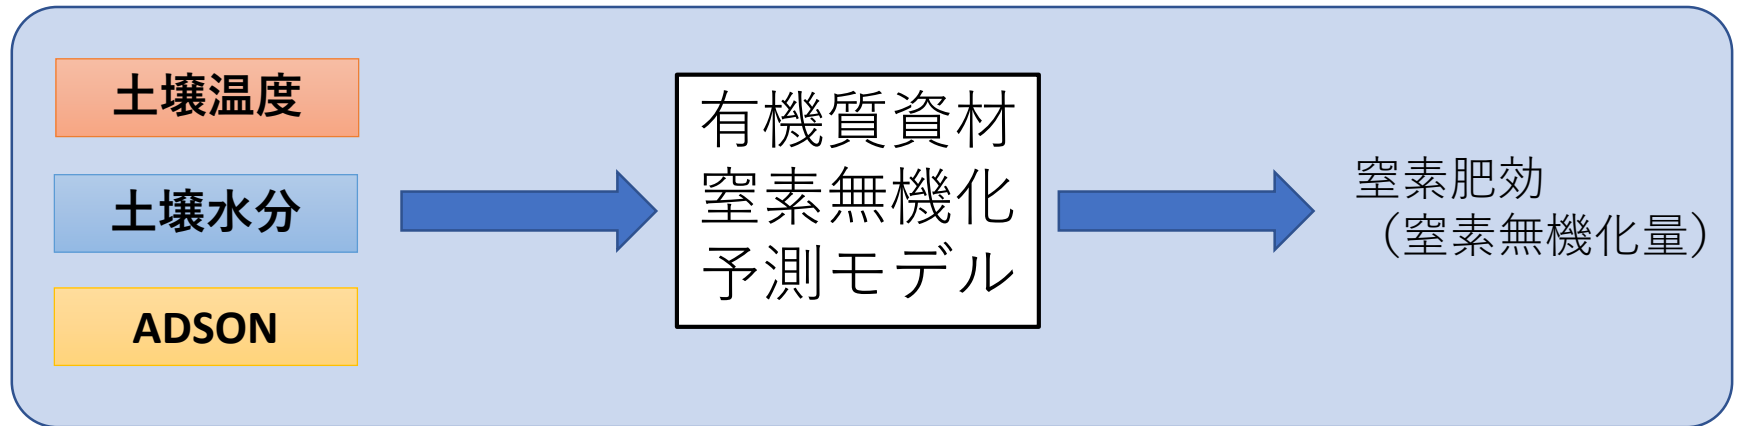 土壌温度
土壌水分
ADSON
有機質資材
窒素無機化
予測モデル
窒素肥効
（窒素無機化量）